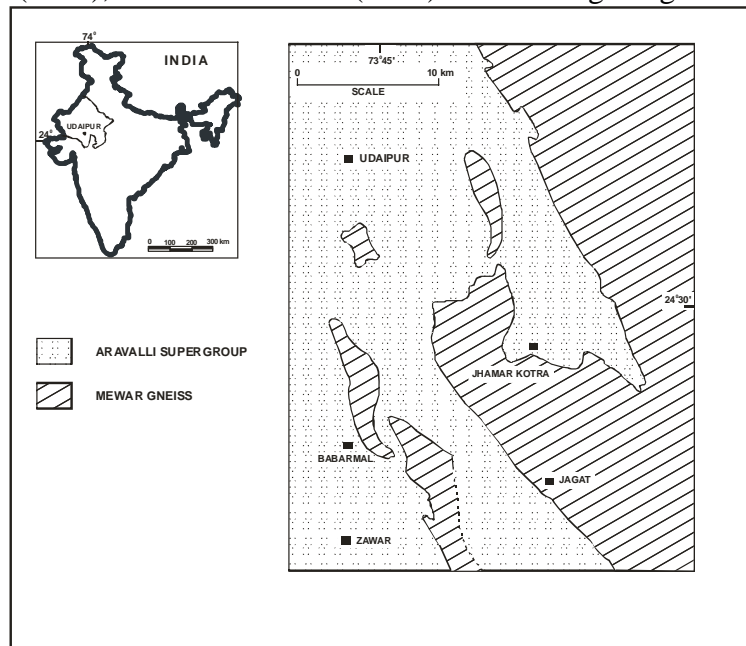 74°
INDIA
UDAIPUR
24°
0 100 200 300 km
73°45'
0 10 km
SCALE
UDAIPUR
24°30'
JHAMAR KOTRA
BABARMAL
JAGAT
ZAWAR
ARAVALLI SUPERGROUP
MEWAR GNEISS